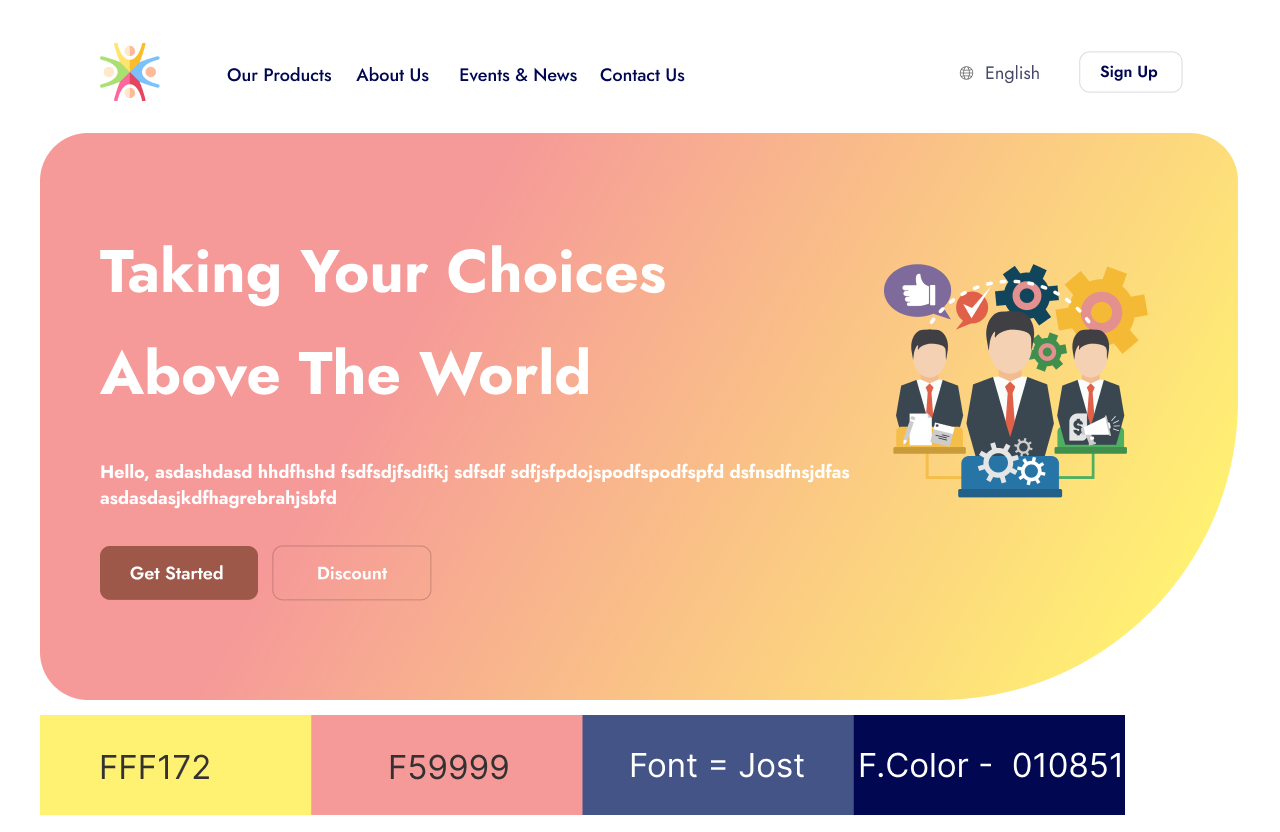 Our Products About Us Events & News Contact Us English Sign Up
Taking Your Choices
Above The World
Hello, asdashdasd hhdfhshd fsdfsdjfsdifkj sdfsdf sdfjsfpdojspodfspodfspfd dsfnsdfnsjdfas
asdasdasjkdfhagrebrahjsbfd
Get Started Discount
$
FFF172 F59999 Font = Jost F.Color - 010851